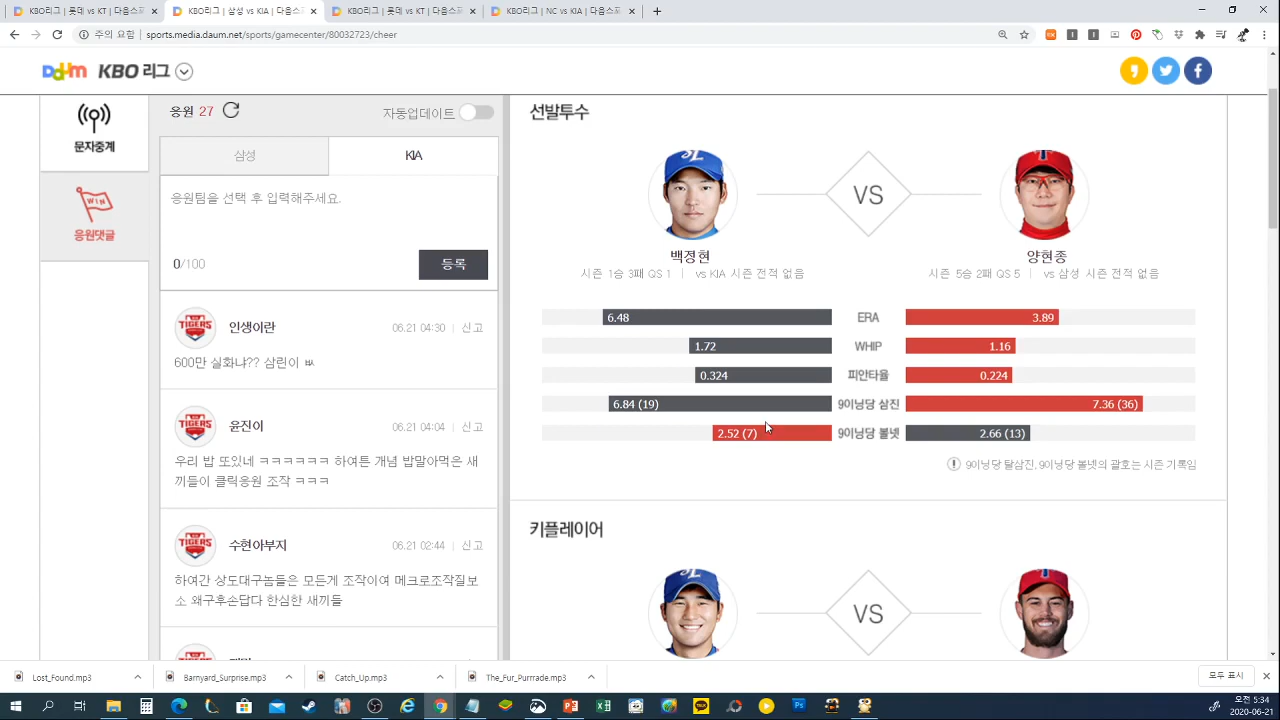 KBO리그 | 롯데 vs KT | 다음스포
KBO리그 | 삼성 vs KIA | 다음스포
KBO리그 | 롯데 vs KT | 다음스포
KBO리그 | NC vs KIA | 다음스포
주의 요함 | sports.media.daum.net/sports/gamecenter/80032723/cheer
Daum KBO 리그
문자중계
WIN
응원댓글
응원 27
자동업데이트
삼성
KIA
응원팀을 선택 후 입력해주세요.
0/100
등록
TIGERS
인생이란
06.21 04:30 | 신고
600만 실화냐?? 삼린이 ㅄ
TIGERS
윤진이
06.21 04:04 | 신고
우리 밥 또있네 ㅋㅋㅋㅋㅋㅋ 하여튼 개념 밥말아먹은 새
끼들이 클릭응원 조작 ㅋㅋㅋ
TIGERS
수현아부지
06.21 02:44 | 신고
하여간 상도대구놈들은 모든게 조작이여 메크로조작질보
소 왜구후손답다 한심한 새끼들
선발투수
VS
백정현
시즌 1승 3패 QS 1 | vs KIA 시즌 전적 없음
양현종
시즌 5승 2패 QS 5 | vs 삼성 시즌 전적 없음
6.48 ERA 3.89
1.72 WHIP 1.16
0.324 피안타율 0.224
6.84 (19) 9이닝당 삼진 7.36 (36)
2.52 (7) 9이닝당 볼넷 2.66 (13)
9이닝당 탈삼진, 9이닝당 볼넷의 괄호는 시즌 기록임
키플레이어
VS
Lost_Found.mp3
Barnyard_Surprise.mp3
Catch_Up.mp3
The_Fur_Purrrade.mp3
모두 표시
오전 5:34
2020-06-21